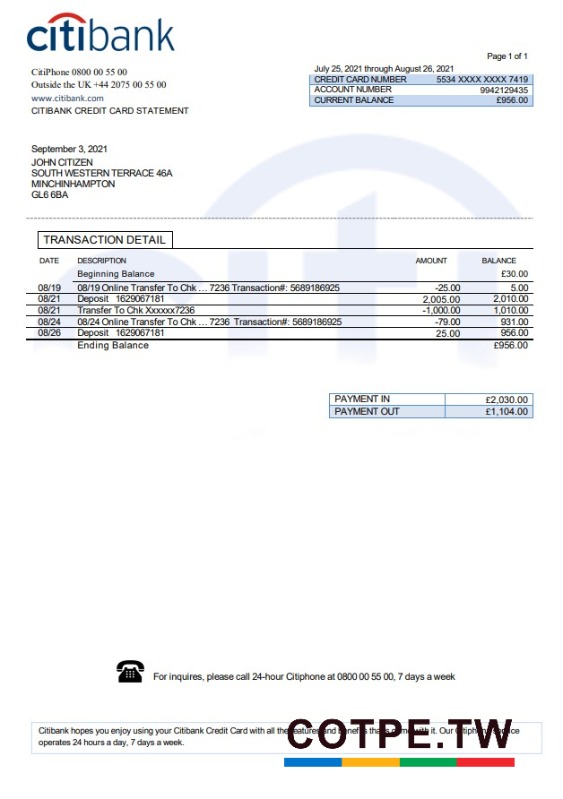 citibank
Page 1 of 1
CitiPhone 0800 00 55 00
Outside the UK +44 2075 00 55 00
www.citibank.com
CITIBANK CREDIT CARD STATEMENT
July 25, 2021 through August 26, 2021
CREDIT CARD NUMBER 5534 XXXX XXXX 7419
ACCOUNT NUMBER 9942129435
CURRENT BALANCE £956.00
September 3, 2021
JOHN CITIZEN
SOUTH WESTERN TERRACE 46A
MINCHINHAMPTON
GL6 6BA
TRANSACTION DETAIL
DATE DESCRIPTION AMOUNT BALANCE
Beginning Balance £30.00
08/19 08/19 Online Transfer To Chk ... 7236 Transaction#: 5689186925 -25.00 5.00
08/21 Deposit 1629067181 2,005.00 2,010.00
08/21 Transfer To Chk Xxxxxx7236 -1,000.00 1,010.00
08/24 08/24 Online Transfer To Chk ... 7236 Transaction#: 5689186925 -79.00 931.00
08/26 Deposit 1629067181 25.00 956.00
Ending Balance £956.00
PAYMENT IN £2,030.00
PAYMENT OUT £1,104.00
For inquires, please call 24-hour Citiphone at 0800 00 55 00, 7 days a week
Citibank hopes you enjoy using your Citibank Credit Card with all the features and with it. Our
operates 24 hours a day, 7 days a week.
COTPE.TW